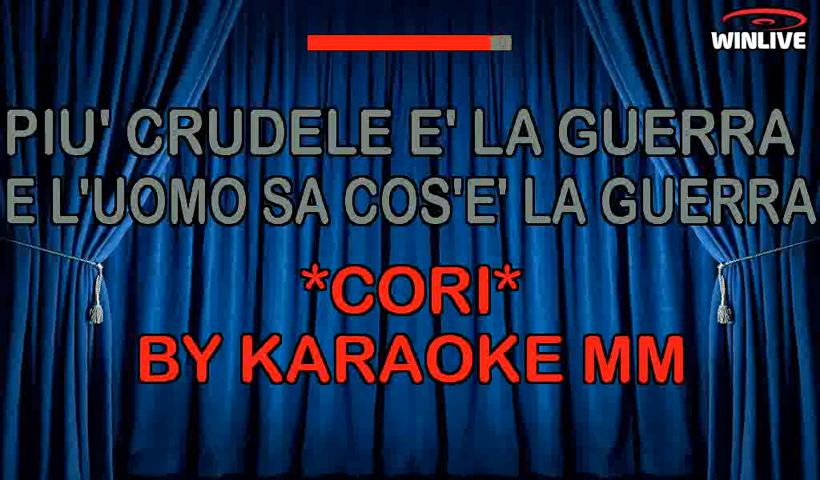 WINLIVE
PIU' CRUDELE E' LA GUERRA
E L'UOMO SA COS'E' LA GUERRA
*CORI*
BY KARAOKE MM